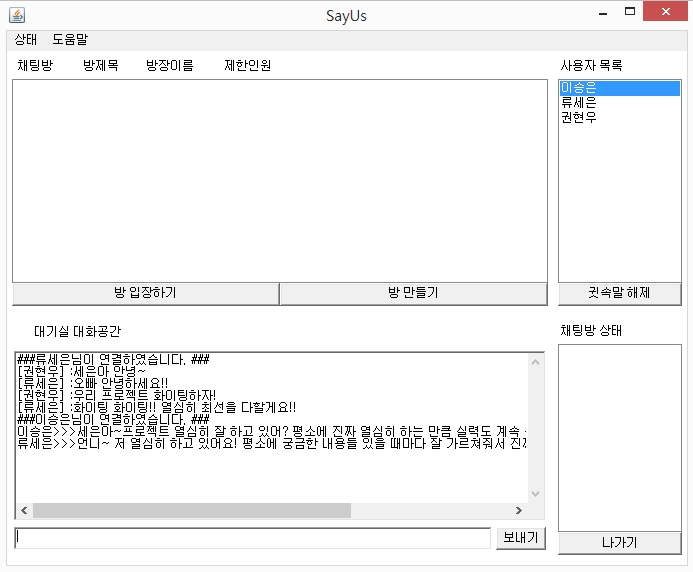 SayUs
상태 도움말
채팅방 방제목 방장이름 제한인원
사용자 목록
이승은
류세은
권현우
방 입장하기
방 만들기
귓속말 해제
대기실 대화공간
###류세은님이 연결하였습니다. ###
[권현우] :세은아 안녕~
[류세은] :오빠 안녕하세요!!
[권현우] :우리 프로젝트 화이팅하자!
[류세은] :화이팅 화이팅!! 열심히 최선을 다할게요!!
###이승은님이 연결하였습니다. ###
이승은>>>세은아~프로젝트 열심히 잘 하고 있어? 평소에 진짜 열심히 하는 만큼 실력도 계속
류세은>>>언니~ 저 열심히 하고 있어요! 평소에 궁금한 내용들 있을 때마다 잘 가르쳐줘서 진짜
보내기
채팅방 상태
나가기